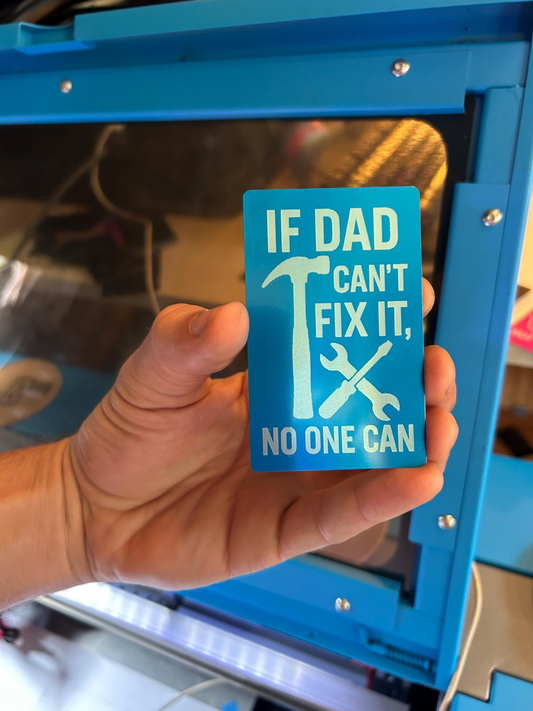 IF DAD
CAN'T
FIX IT,
NO ONE CAN